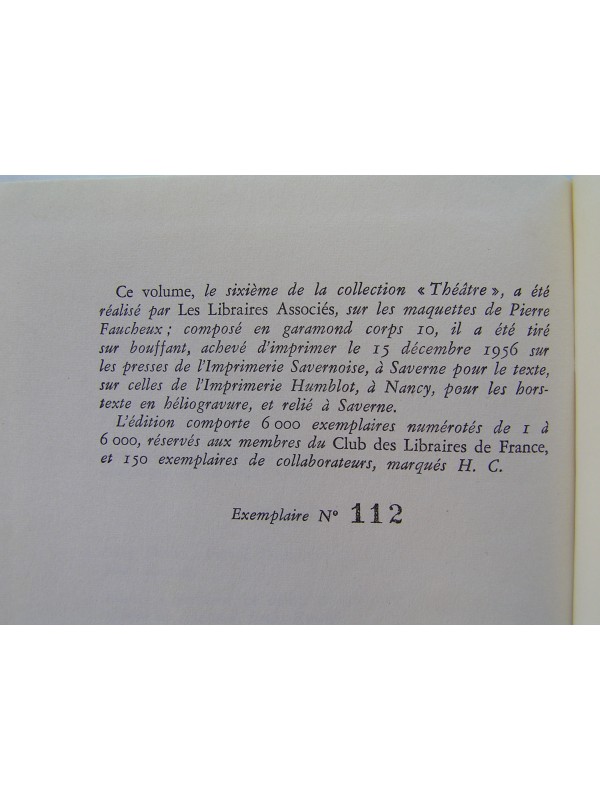 Ce volume, le sixième de la collection « Théâtre », a été
réalisé par Les Libraires Associés, sur les maquettes de Pierre
Faucheux ; composé en garamond corps 10, il a été tiré
sur bouffant, achevé d'imprimer le 15 décembre 1956 sur
les presses de l'Imprimerie Savernoise, à Saverne pour le texte,
sur celles de l'Imprimerie Humblot, à Nancy, pour les hors-
texte en héliogravure, et relié à Saverne.
L'édition comporte 6 000 exemplaires numérotés de 1 à
6 000, réservés aux membres du Club des Libraires de France,
et 150 exemplaires de collaborateurs, marqués H. C.
Exemplaire N° 112